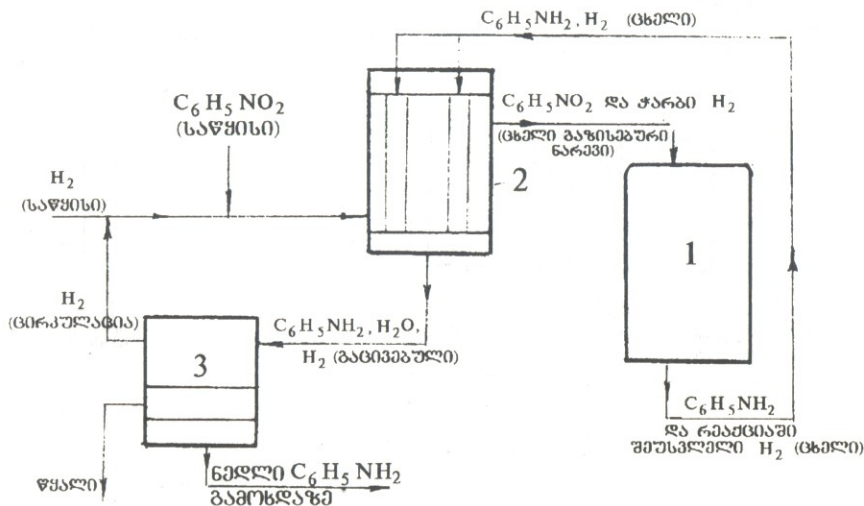 C₆H₅NH₂, H₂ (ცხელი)
C₆H₅NO₂ და ჭარბი H₂
(ცხელი გაზისებური
ნარევი)
C₆H₅NO₂
(საწყისი)
H₂
(საწყისი)
2
1
H₂
(ცირკულაცია)
C₆H₅NH₂, H₂O,
H₂ (გაცივებული)
3
C₆H₅NH₂
და რეაქციაში
შეუსვლელი H₂ (ცხელი)
წყალი
ნედლი C₆H₅NH₂
გამოხდაზე